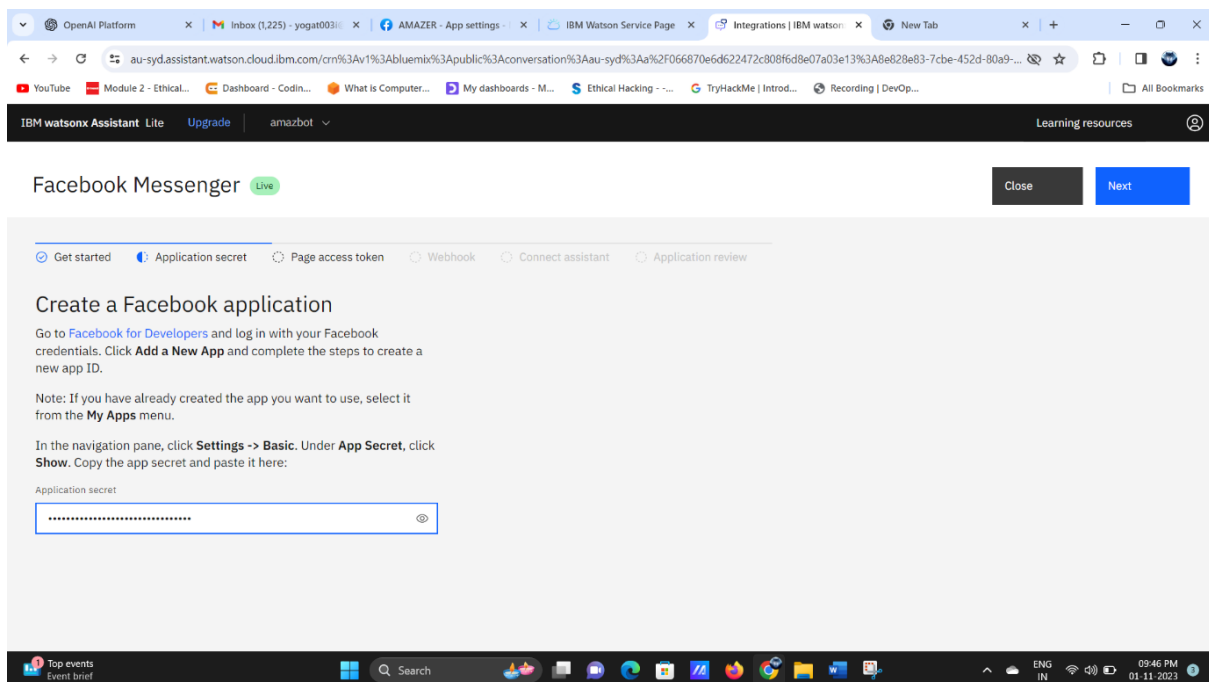 OpenAI Platform
Inbox (1,225) - yogat003i
AMAZER - App settings -
IBM Watson Service Page
Integrations | IBM watson
New Tab
au-syd.assistant.watson.cloud.ibm.com/crn%3Av1%3Abluemix%3Apublic%3Aconversation%3Aau-syd%3Aa%2F066870e6d622472c808f6d8e07a03e13%3A8e828e83-7cbe-452d-80a9-...
YouTube
Module 2 - Ethical...
Dashboard - Codin...
What is Computer...
My dashboards - M...
Ethical Hacking - -...
TryHackMe | Introd...
Recording | DevOp...
All Bookmarks
IBM watsonx Assistant Lite
Upgrade
amazbot
Learning resources
Facebook Messenger
Live
Close
Next
Get started
Application secret
Page access token
Webhook
Connect assistant
Application review
Create a Facebook application
Go to Facebook for Developers and log in with your Facebook
credentials. Click Add a New App and complete the steps to create a
new app ID.
Note: If you have already created the app you want to use, select it
from the My Apps menu.
In the navigation pane, click Settings -> Basic. Under App Secret, click
Show. Copy the app secret and paste it here:
Application secret
••••••••••••••••••••••••••••••••
1
Top events
Event brief
Search
ENG
IN
09:46 PM
01-11-2023
3